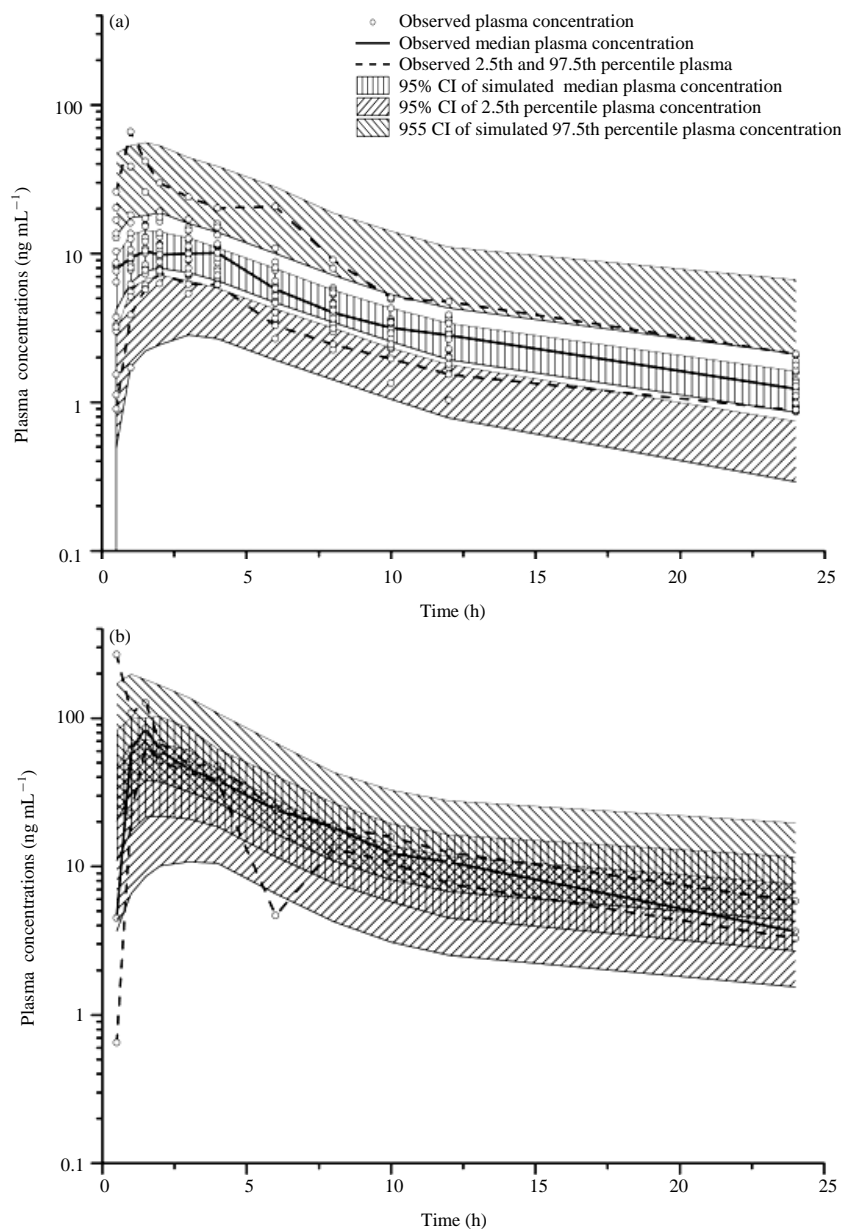 (a)
Observed plasma concentration
Observed median plasma concentration
Observed 2.5th and 97.5th percentile plasma
95% CI of simulated median plasma concentration
95% CI of 2.5th percentile plasma concentration
955 CI of simulated 97.5th percentile plasma concentration
Plasma concentrations (ng mL⁻¹)
100
10
1
0.1
0 5 10 15 20 25
Time (h)
(b)
Plasma concentrations (ng mL⁻¹)
100
10
1
0.1
0 5 10 15 20 25
Time (h)